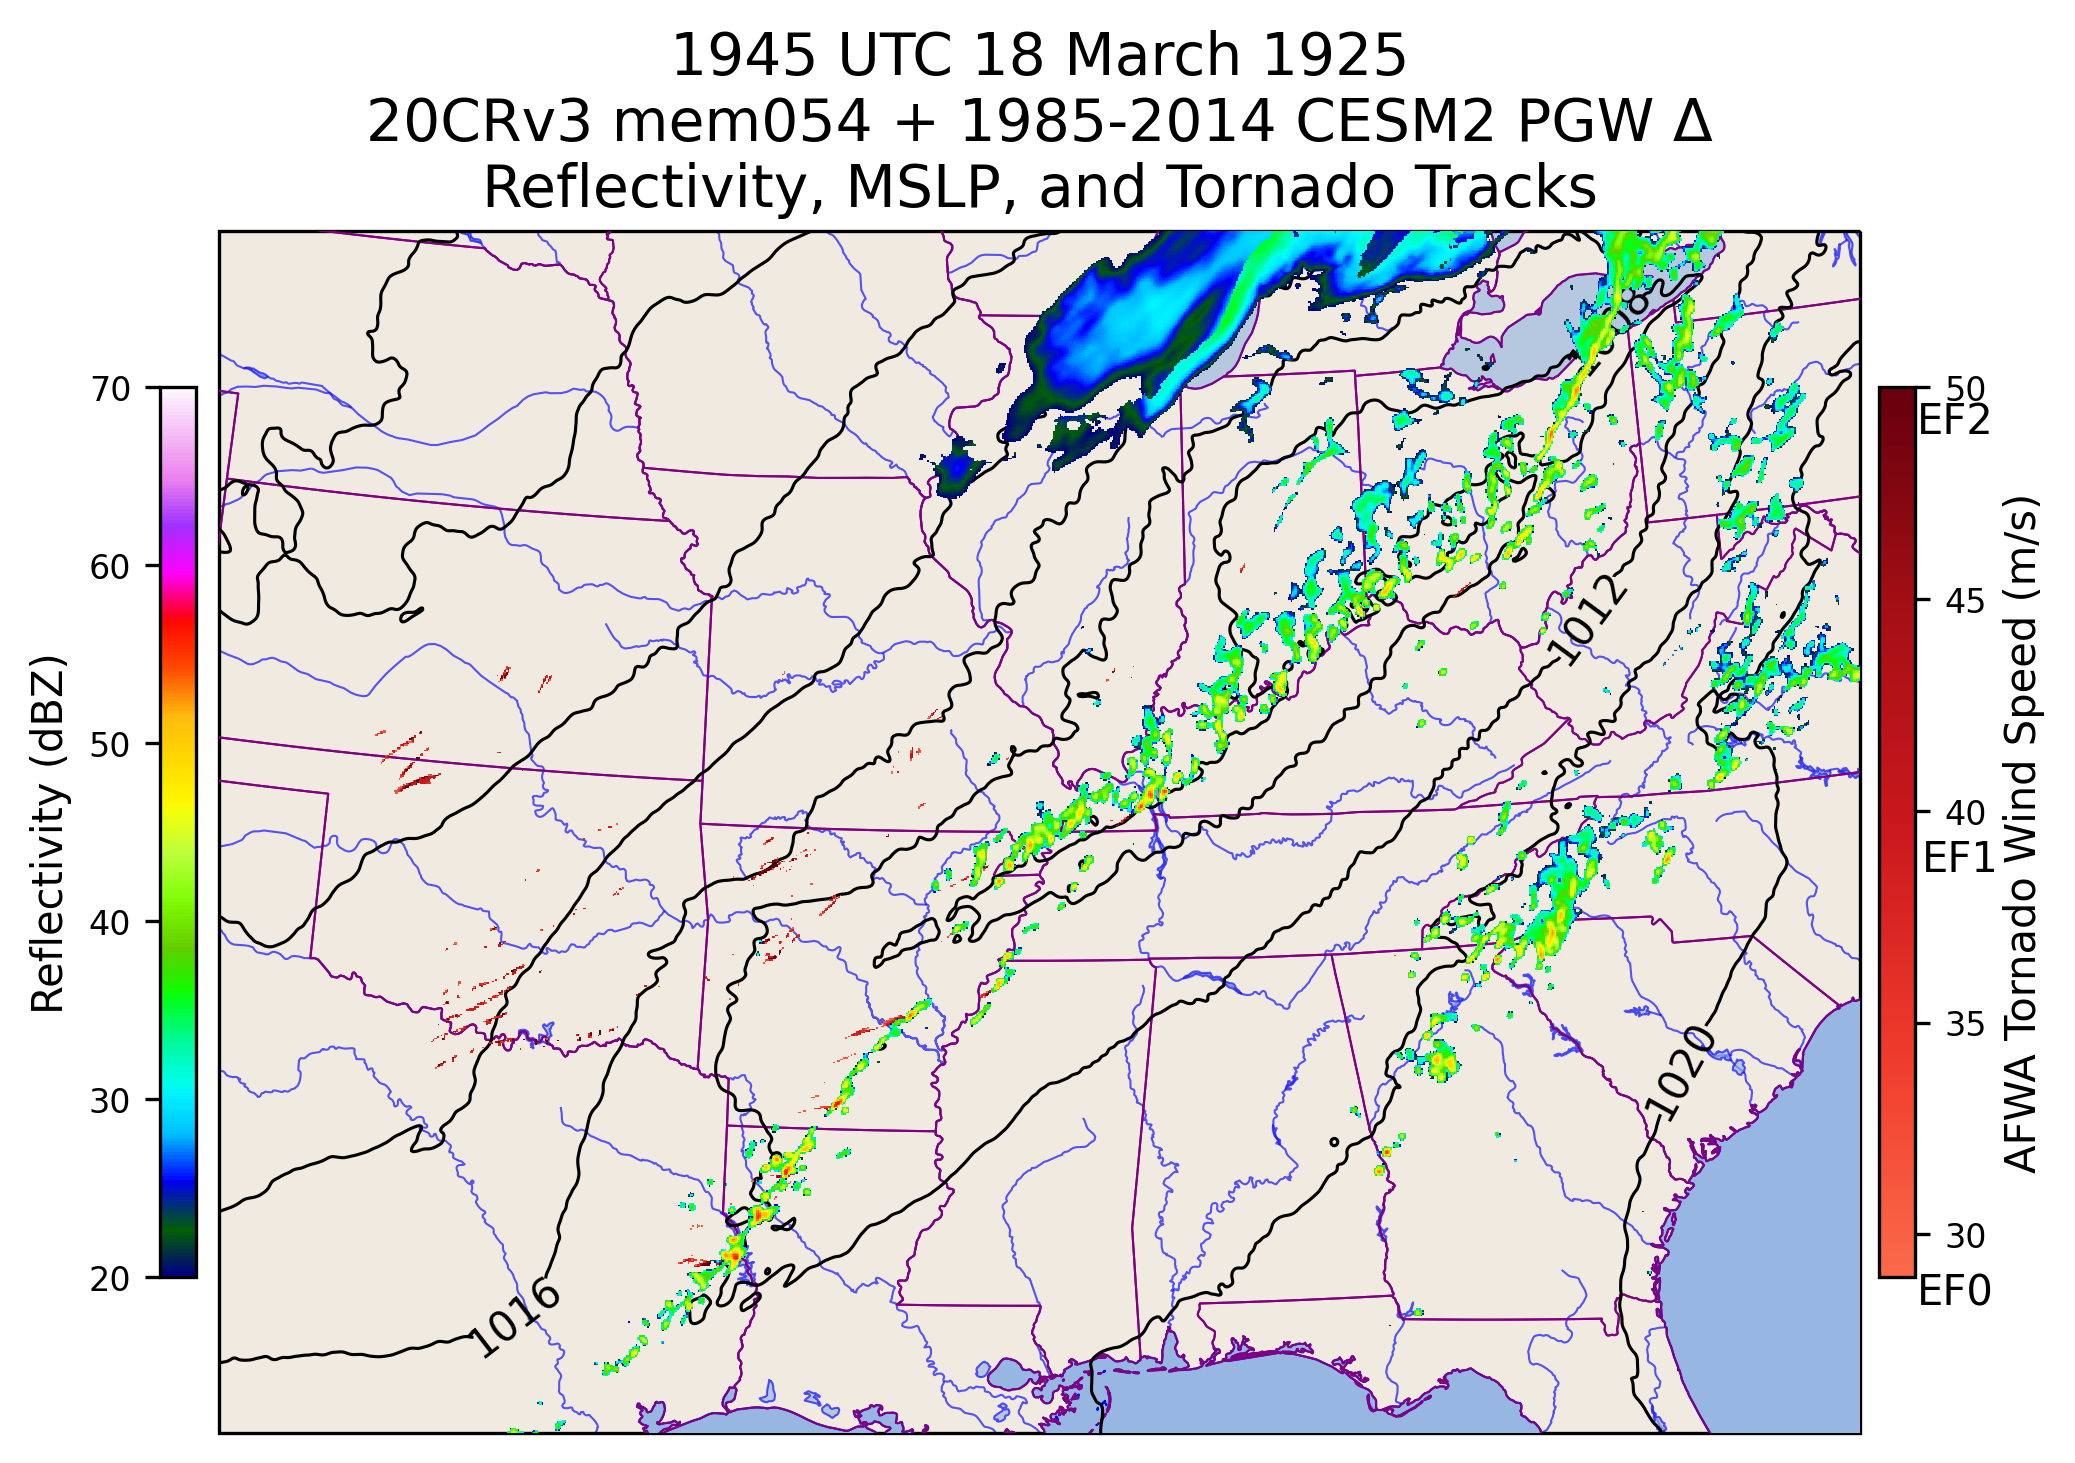 1945 UTC 18 March 1925
20CRv3 mem054 + 1985-2014 CESM2 PGW Δ
Reflectivity, MSLP, and Tornado Tracks
Reflectivity (dBZ)
70
60
50
40
30
20
1012
1020
1016
50
EF2
45
40
EF1
35
30
EF0
AFWA Tornado Wind Speed (m/s)